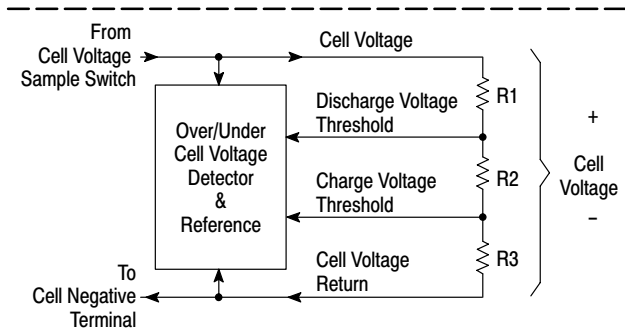 From
Cell Voltage
Sample Switch
Cell Voltage
R1
Discharge Voltage
Threshold
Over/Under
Cell Voltage
Detector
&
Reference
R2
Charge Voltage
Threshold
R3
Cell Voltage
Return
To
Cell Negative
Terminal
+
Cell
Voltage
–